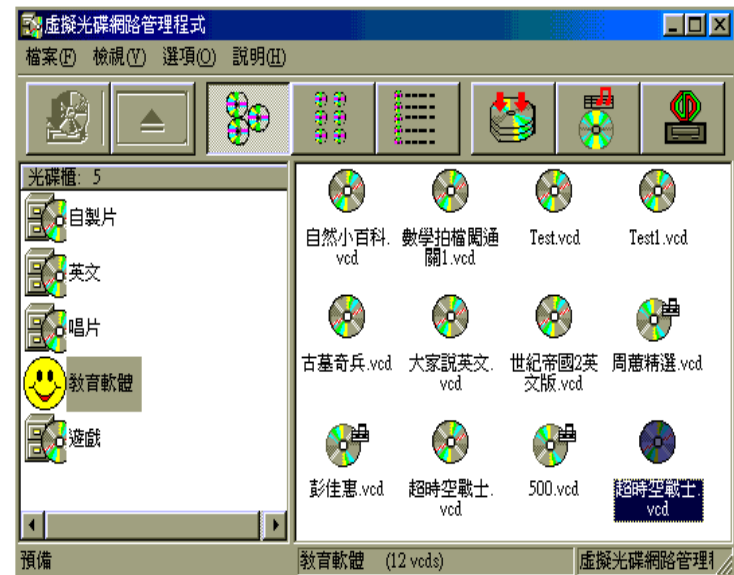 虛擬光碟網路管理程式
檔案(F) 檢視(V) 選項(O) 說明(H)
光碟櫃: 5
自製片
英文
唱片
教育軟體
遊戲
自然小百科.
vcd
數學拍檔闖通
關1.vcd
Test.vcd
Test1.vcd
古墓奇兵.vcd
大家說英文.
vcd
世紀帝國2英
文版.vcd
周蕙精選.vcd
彭佳惠.vcd
超時空戰士.
vcd
500.vcd
超時空戰士.
vcd
預備
教育軟體 (12 vcds)
虛擬光碟網路管理